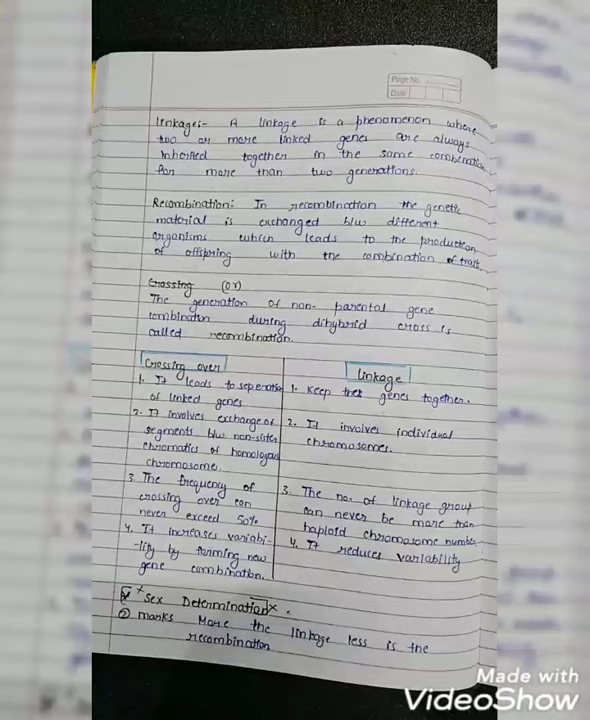 Page No.
Date
Linkage:- A linkage is a phenomenon where
two or more linked genes are always
Inherited together in the same combination
for more than two generations.
Recombination: In recombination the genetic
material is exchanged b/w different
organisms which leads to the production
of offspring with the combination of trait.
Crossing (or)
The generation of non-parental gene
combinatin during dihybrid cross is
called recombination.
Crossing over
1. It leads to seperation
of linked genes
2. It involves exchange of
segments b/w non-sister
chromatics of homologous
chromosome.
3. The frequency of
crossing over can
never exceed 50%
4. It increases variabi-
-lity by forming new
gene combination.
Linkage
1. Keep the genes together.
2. It involves individual
chromosomes.
3. The no. of linkage group
can never be more than
haploid chromosome number
4. It reduces variability
* Sex Determination * .
② marks More the linkage less is the
recombination
Made with
VideoShow